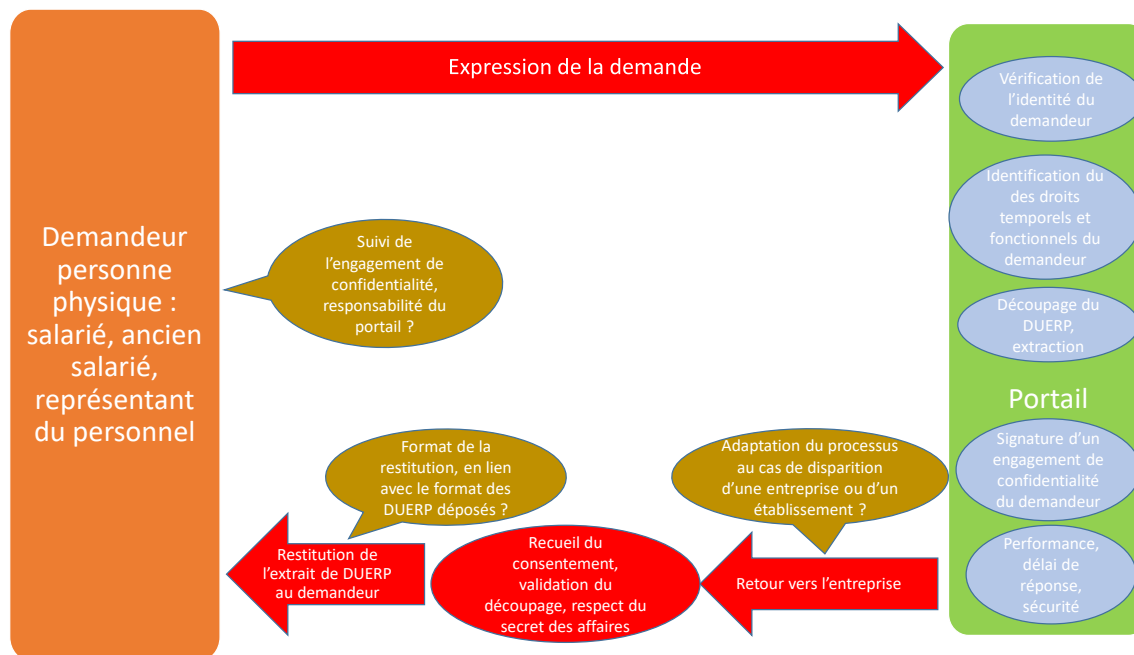 Expression de la demande
Demandeur
personne
physique :
salarié, ancien
salarié,
représentant
du personnel
Suivi de
l'engagement de
confidentialité,
responsabilité du
portail ?
Vérification de
l'identité du
demandeur
Identification du
des droits
temporels et
fonctionnels du
demandeur
Découpage du
DUERP,
extraction
Portail
Signature d'un
engagement de
confidentialité
du demandeur
Performance,
délai de
réponse,
sécurité
Adaptation du processus
au cas de disparition
d'une entreprise ou d'un
établissement ?
Retour vers l'entreprise
Recueil du
consentement,
validation du
découpage, respect du
secret des affaires
Format de la
restitution, en lien
avec le format des
DUERP déposés ?
Restitution de
l'extrait de DUERP
au demandeur